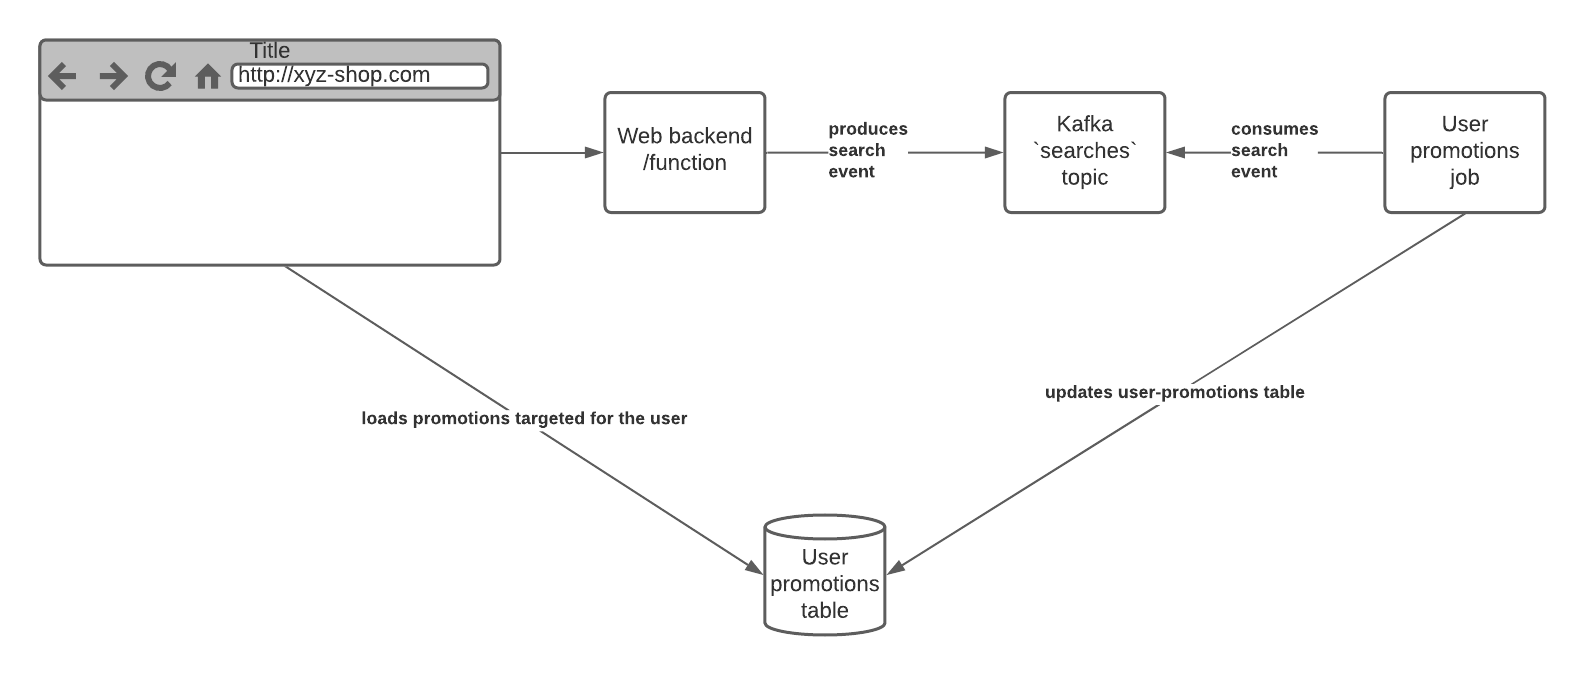 Title
http://xyz-shop.com
Web backend
/function
produces
search
event
Kafka
`searches`
topic
consumes
search
event
User
promotions
job
loads promotions targeted for the user
updates user-promotions table
User
promotions
table